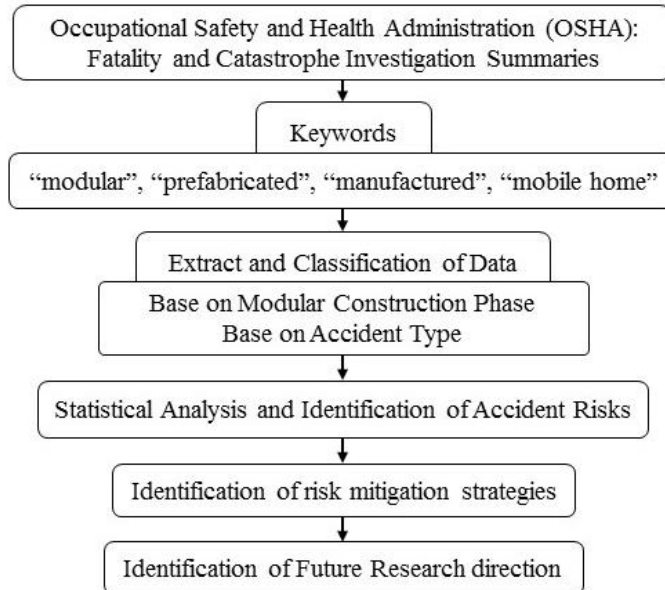 Occupational Safety and Health Administration (OSHA):
Fatality and Catastrophe Investigation Summaries
Keywords
“modular”, “prefabricated”, “manufactured”, “mobile home”
Extract and Classification of Data
Base on Modular Construction Phase
Base on Accident Type
Statistical Analysis and Identification of Accident Risks
Identification of risk mitigation strategies
Identification of Future Research direction